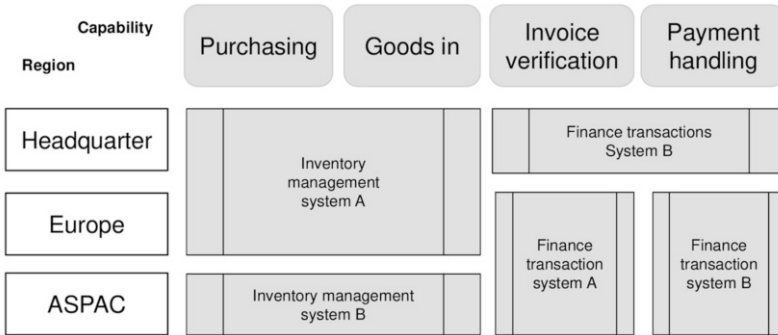 Capability
Region
Purchasing
Goods in
Invoice
verification
Payment
handling
Headquarter
Europe
ASPAC
Inventory
management
system A
Finance transactions
System B
Inventory management
system B
Finance
transaction
system A
Finance
transaction
system B